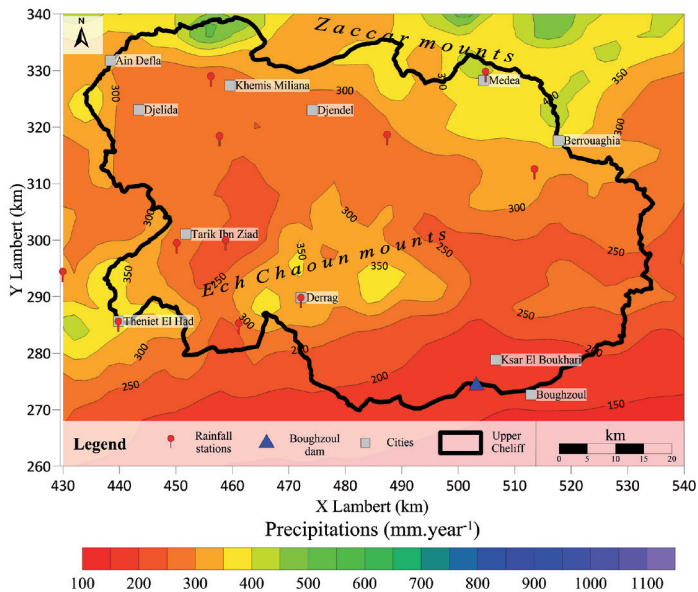 340
330
320
310
300
290
280
270
260
Y Lambert (km)
N
Zaccar mounts
Ain Defla
Khemis Miliana
Medea
350
300
300
300
400
Djelida
Djendel
300
Berrouaghia
300
300
300
Tarik Ibn Ziad
250
250
350
Ech Chaoun mounts
350
250
350
Derrag
250
Theniet El Had
300
300
250
250
Ksar El Boukhari
200
250
Boughzoul
150
Legend
Rainfall stations
Boughzoul dam
Cities
Upper Cheliff
km
0 5 10 15 20
430 440 450 460 470 480 490 500 510 520 530 540
X Lambert (km)
Precipitations (mm.year-1)
100 200 300 400 500 600 700 800 900 1000 1100